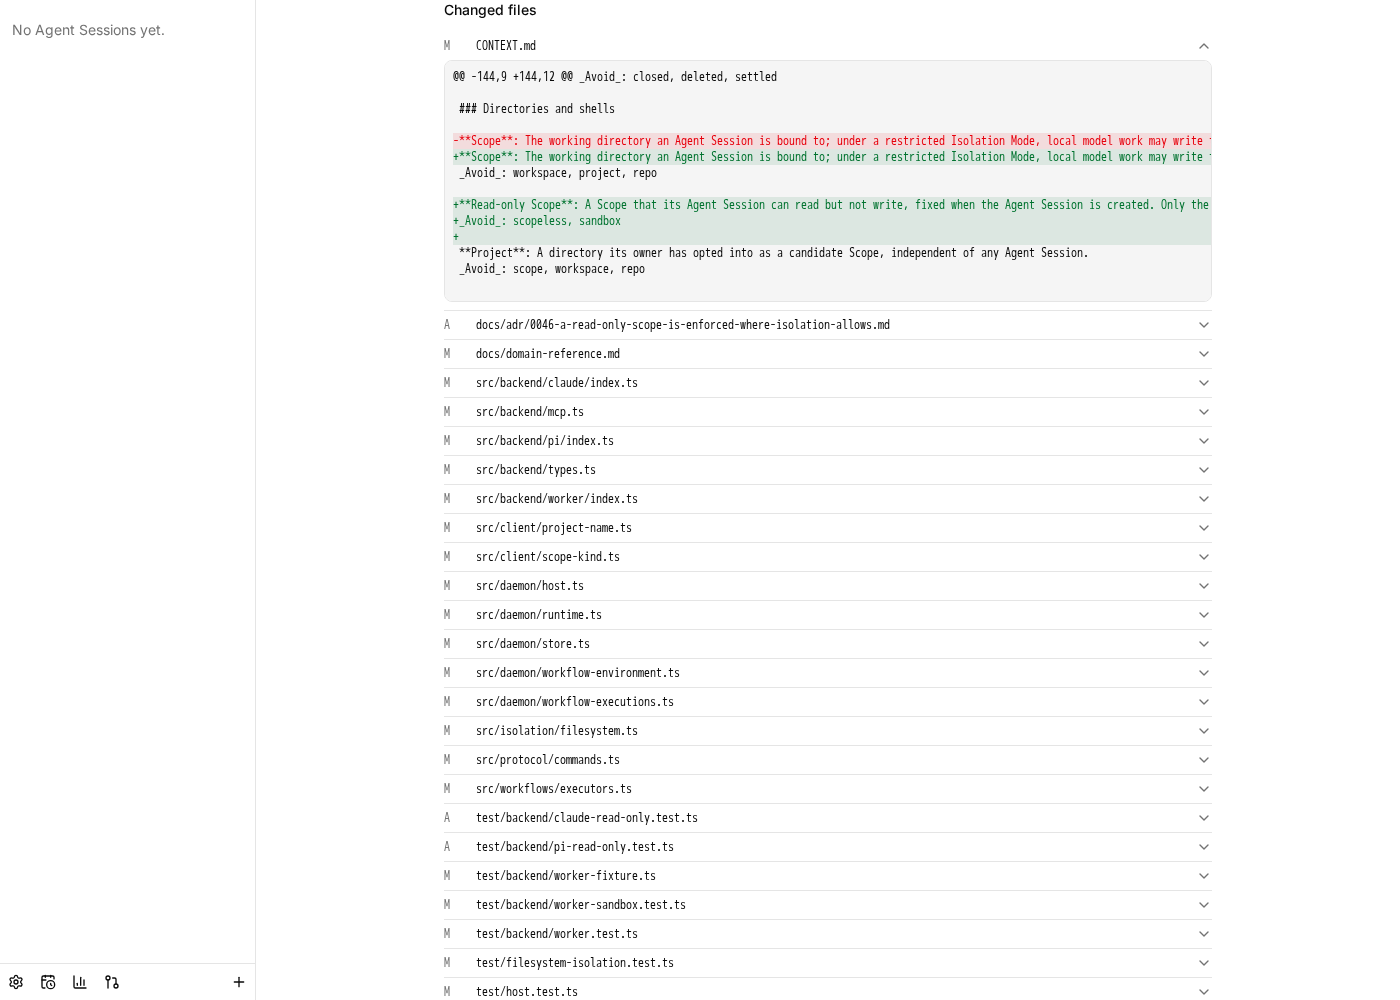 No Agent Sessions yet.
Changed files
M CONTEXT.md
@@ -144,9 +144,12 @@ _Avoid_: closed, deleted, settled
### Directories and shells
-**Scope**: The working directory an Agent Session is bound to; under a restricted Isolation Mode, local model work may write
+**Scope**: The working directory an Agent Session is bound to; under a restricted Isolation Mode, local model work may write
_Avoid_: workspace, project, repo
+**Read-only Scope**: A Scope that its Agent Session can read but not write, fixed when the Agent Session is created. Only the
+_Avoid_: scopeless, sandbox
+
**Project**: A directory its owner has opted into as a candidate Scope, independent of any Agent Session.
_Avoid_: scope, workspace, repo
A docs/adr/0046-a-read-only-scope-is-enforced-where-isolation-allows.md
M docs/domain-reference.md
M src/backend/claude/index.ts
M src/backend/mcp.ts
M src/backend/pi/index.ts
M src/backend/types.ts
M src/backend/worker/index.ts
M src/client/project-name.ts
M src/client/scope-kind.ts
M src/daemon/host.ts
M src/daemon/runtime.ts
M src/daemon/store.ts
M src/daemon/workflow-environment.ts
M src/daemon/workflow-executions.ts
M src/isolation/filesystem.ts
M src/protocol/commands.ts
M src/workflows/executors.ts
A test/backend/claude-read-only.test.ts
A test/backend/pi-read-only.test.ts
M test/backend/worker-fixture.ts
M test/backend/worker-sandbox.test.ts
M test/backend/worker.test.ts
M test/filesystem-isolation.test.ts
M test/host.test.ts